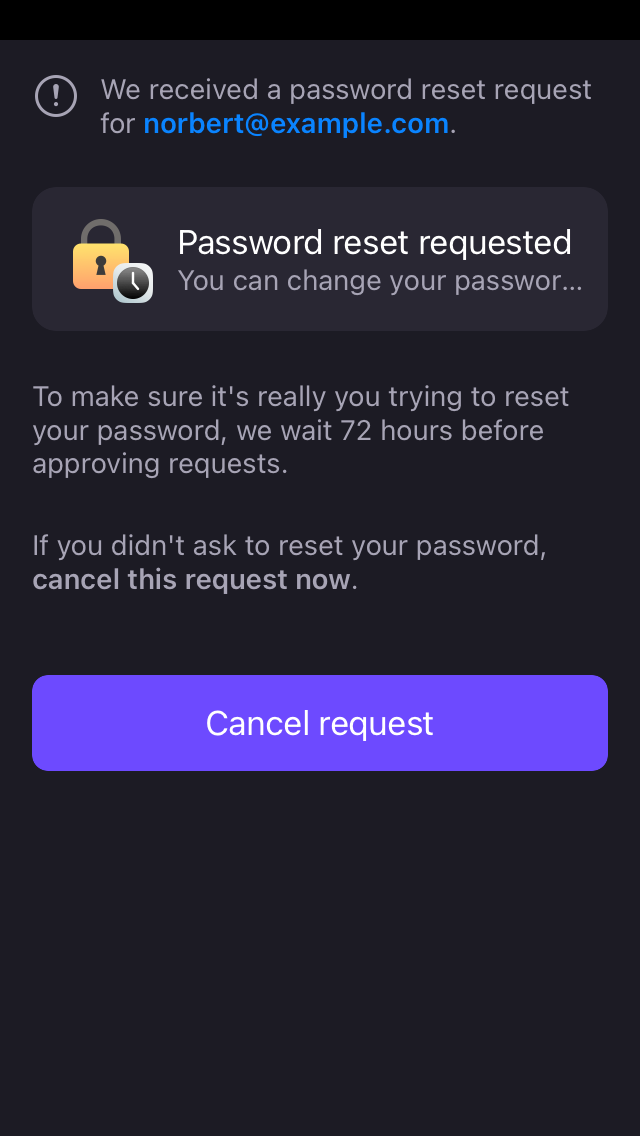 We received a password reset request
for norbert@example.com.
Password reset requested
You can change your passwor...
To make sure it's really you trying to reset
your password, we wait 72 hours before
approving requests.
If you didn't ask to reset your password,
cancel this request now.
Cancel request